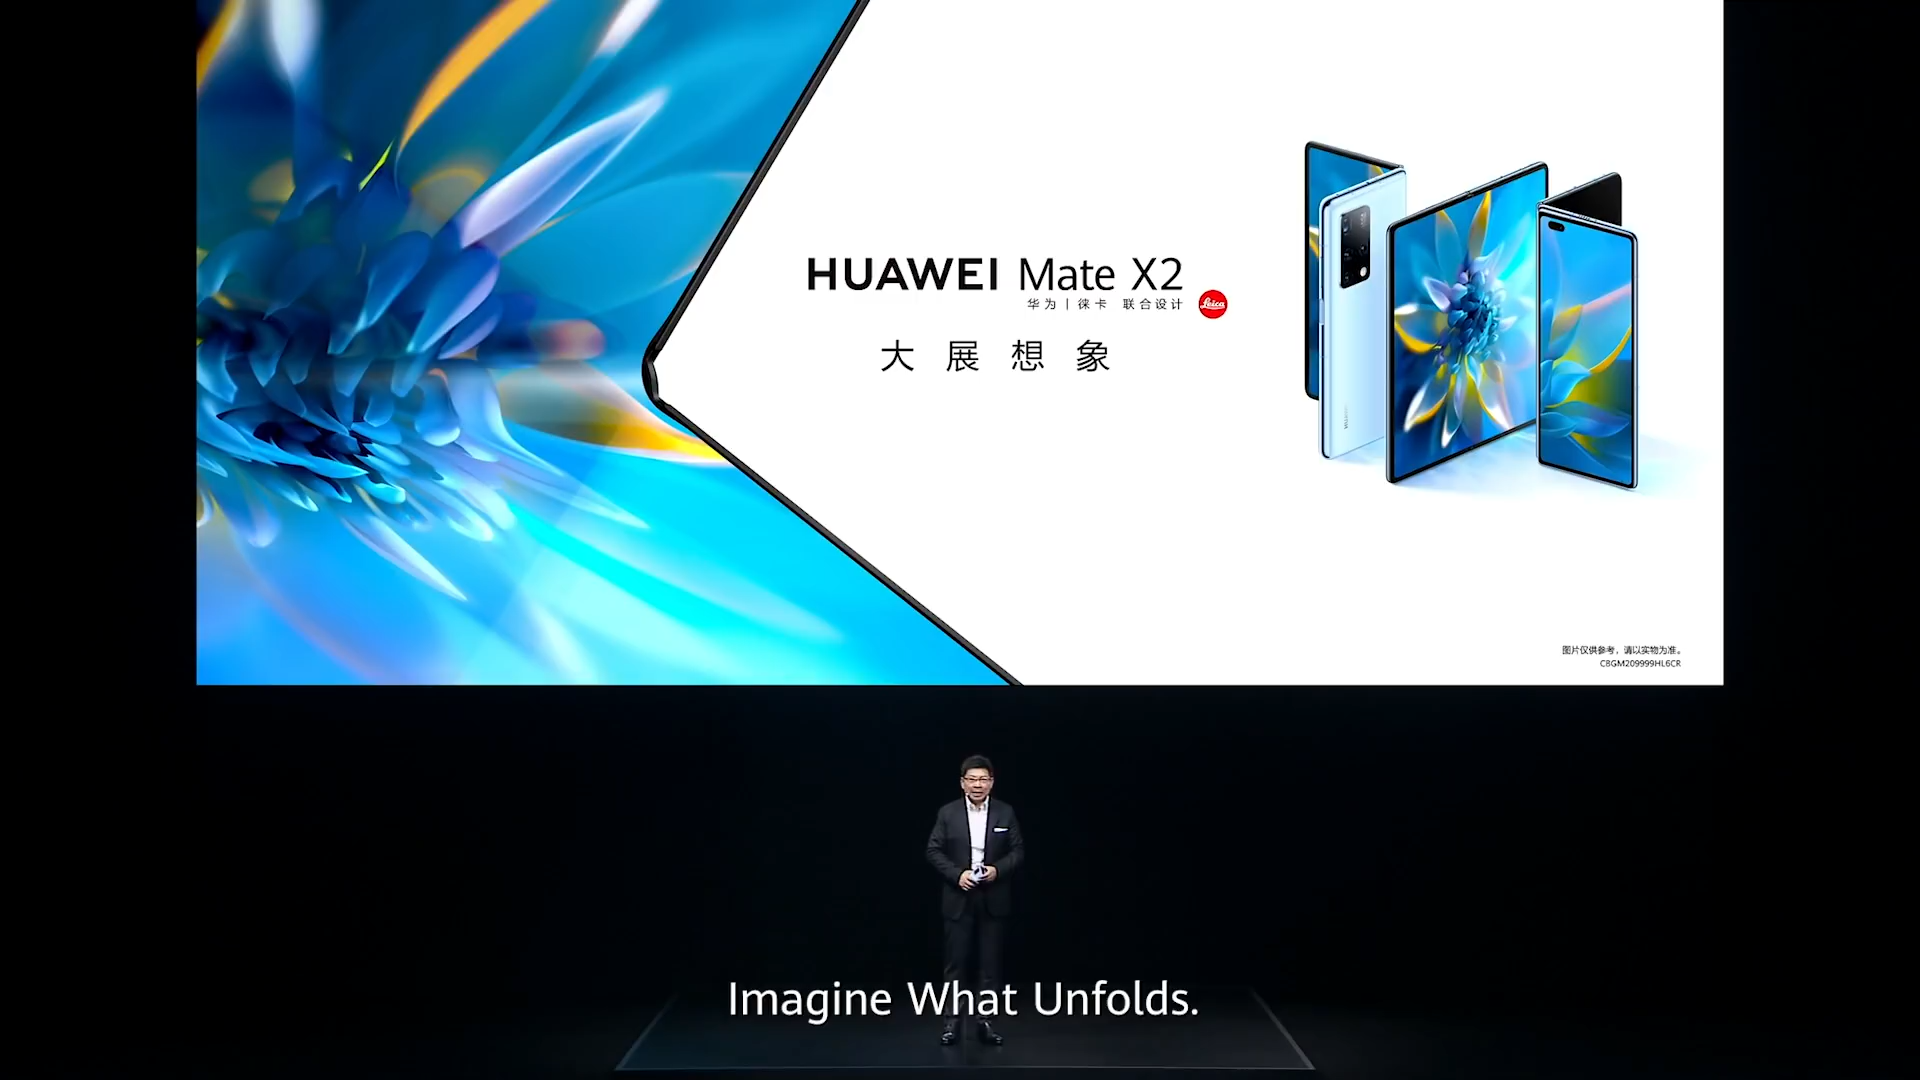 HUAWEI Mate X2
华为 | 徕卡 联合设计
Leica
大展想象
HUAWEI
图片仅供参考，请以实物为准。
CBGM209999HL6CR
Imagine What Unfolds.